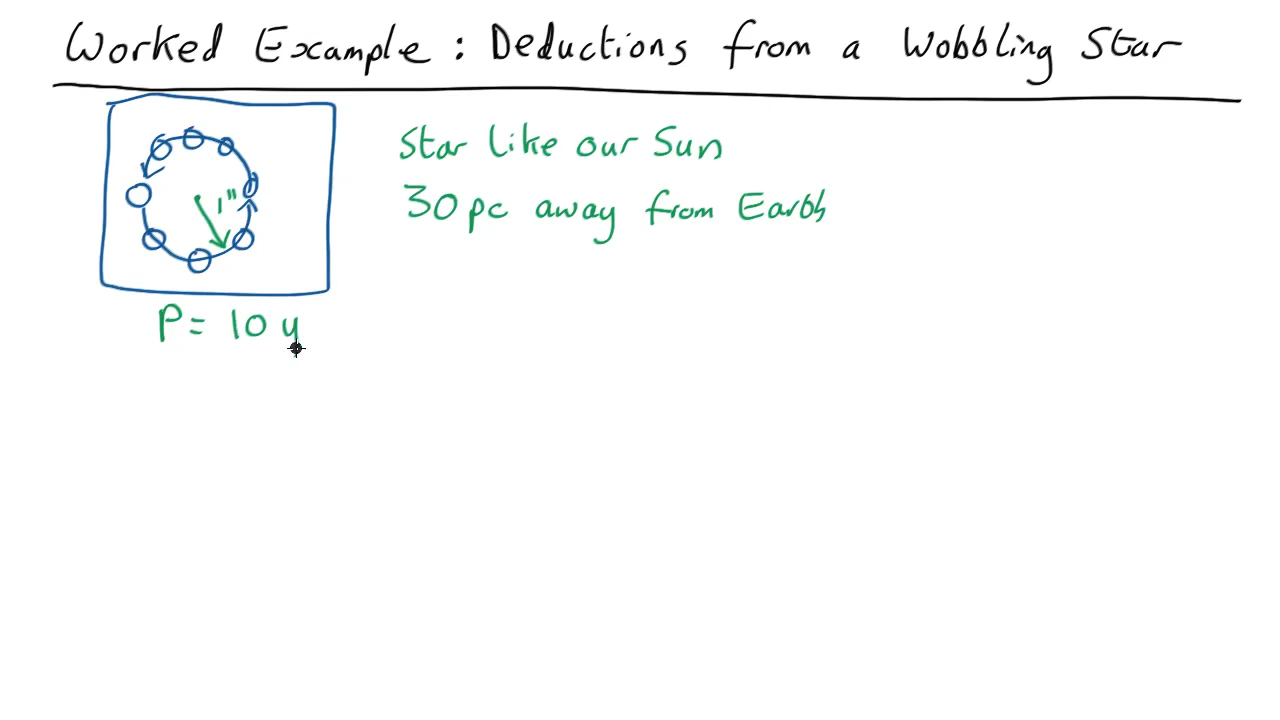 Worked Example : Deductions from a Wobbling Star
Star like our Sun
30 pc away from Earth
1"
P = 10 y